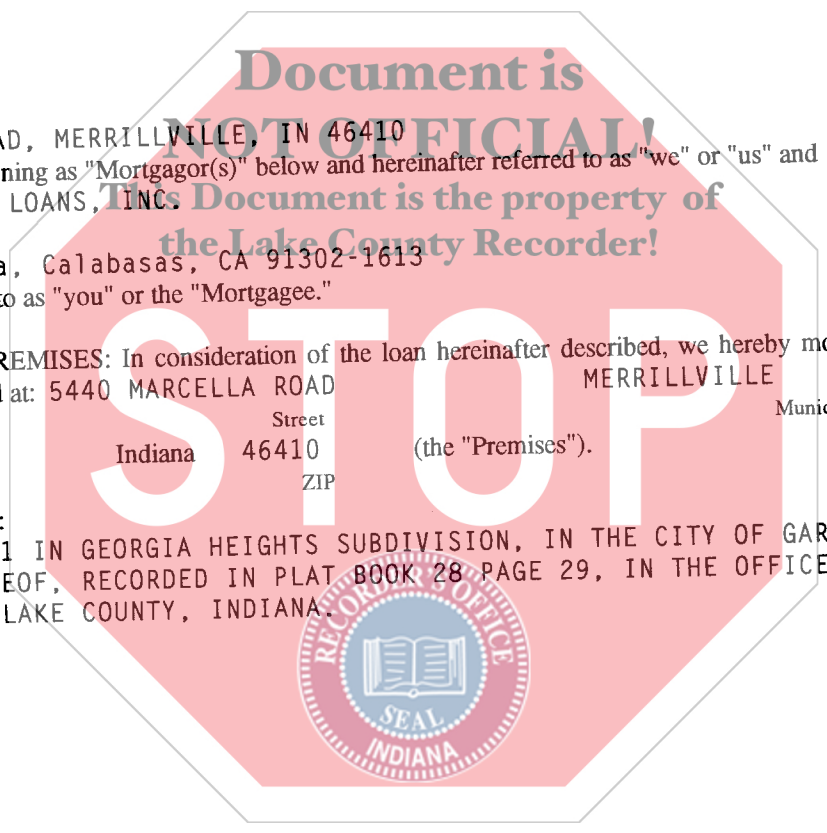 Document is
NOT OFFICIAL!
This Document is the property of
the Lake County Recorder!
AD, MERRILLVILLE, IN 46410
ning as "Mortgagor(s)" below and hereinafter referred to as "we" or "us" and
LOANS, INC.
a, Calabasas, CA 91302-1613
to as "you" or the "Mortgagee."
REMISES: In consideration of the loan hereinafter described, we hereby mo
at: 5440 MARCELLA ROAD MERRILLVILLE
Street Munic
Indiana 46410 (the "Premises").
ZIP
STOP
1 IN GEORGIA HEIGHTS SUBDIVISION, IN THE CITY OF GAR
EOF, RECORDED IN PLAT BOOK 28 PAGE 29, IN THE OFFICE
LAKE COUNTY, INDIANA.
RECORDER'S OFFICE
SEAL
INDIANA